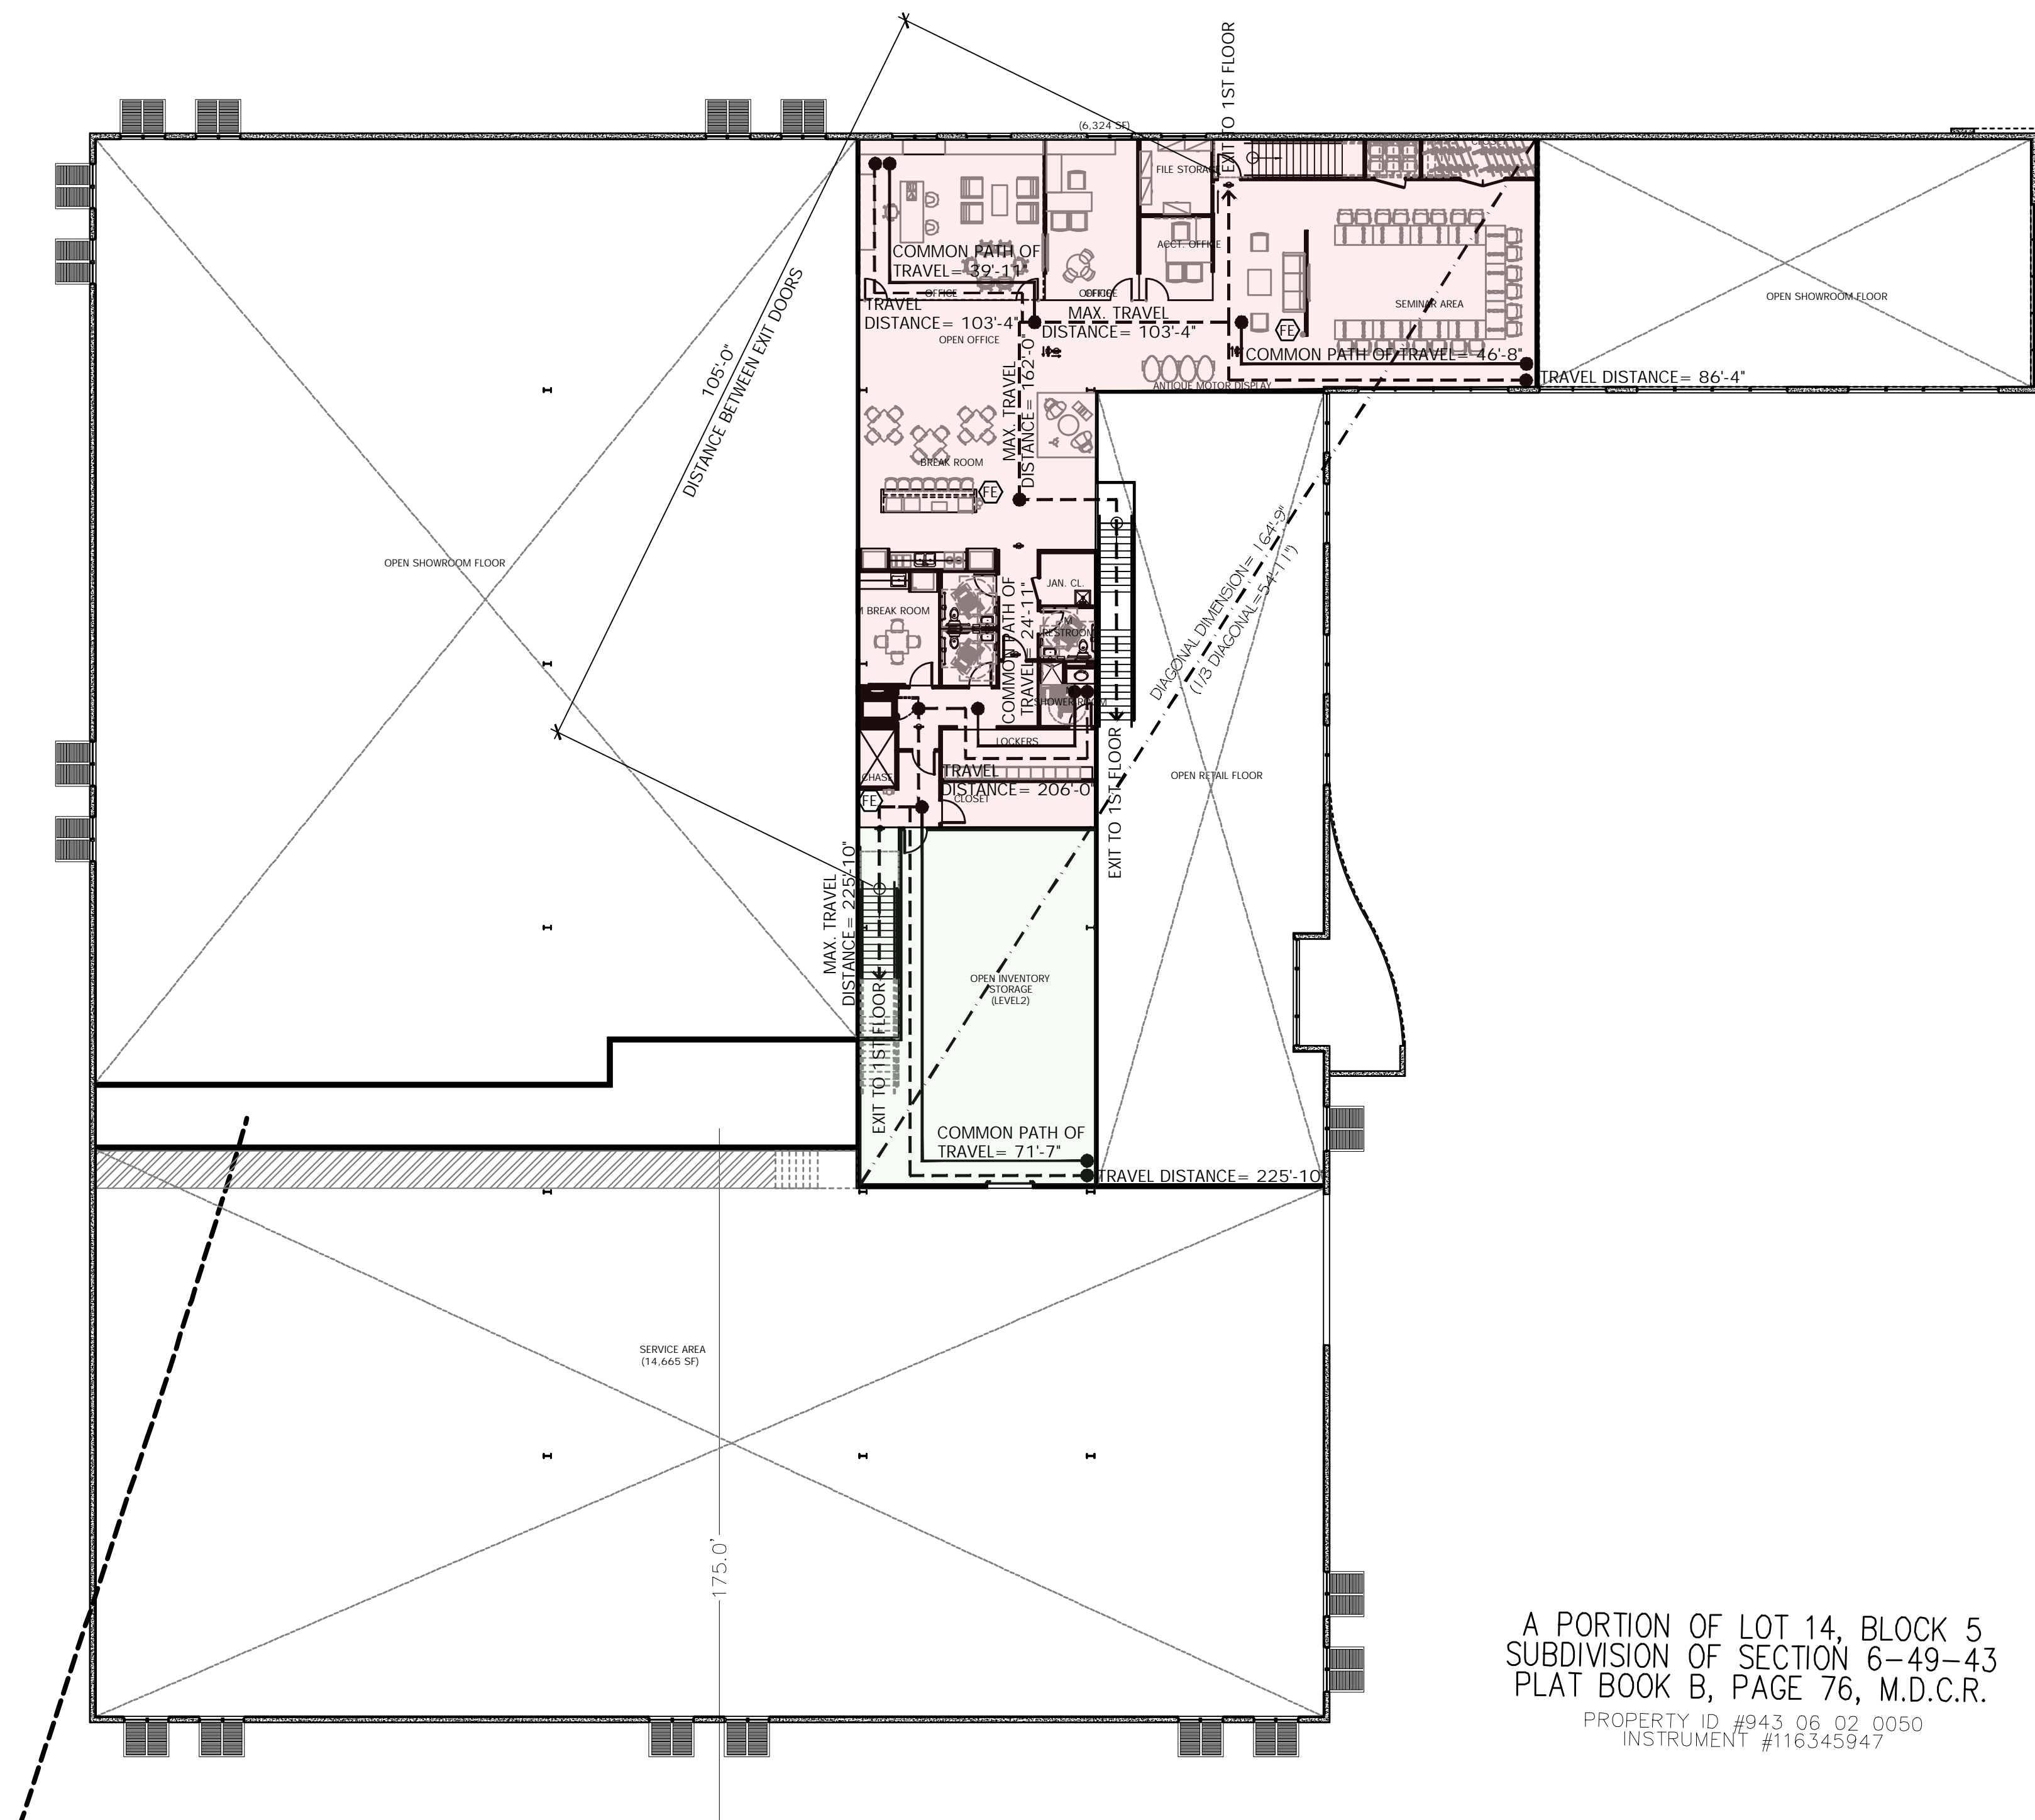 EXIT TO 1ST FLOOR
(6,324 SF)
FILE STORAGE
ACCT. OFFICE
COMMON PATH OF
TRAVEL= 39'-11"
OFFICE
OFFICE
TRAVEL
DISTANCE= 103'-4"
MAX. TRAVEL
DISTANCE= 103'-4"
OPEN OFFICE
SEMINAR AREA
OPEN SHOWROOM FLOOR
FE
COMMON PATH OF TRAVEL= 46'-8"
TRAVEL DISTANCE= 86'-4"
ANTIQUE MOTOR DISPLAY
105'-0"
DISTANCE BETWEEN EXIT DOORS
MAX. TRAVEL
DISTANCE= 162'-0"
BREAK ROOM
FE
OPEN SHOWROOM FLOOR
DIAGONAL DIMENSION= 164'-9"
(1/3 DIAGONAL=54'-11")
JAN. CL.
M BREAK ROOM
COMMON PATH OF
TRAVEL= 24'-11"
M
RESTROOM
SHOWER ROOM
LOCKERS
CHASE
TRAVEL
DISTANCE= 206'-0"
CLOSET
FE
EXIT TO 1ST FLOOR
OPEN RETAIL FLOOR
MAX. TRAVEL
DISTANCE= 225'-10"
EXIT TO 1ST FLOOR
OPEN INVENTORY
STORAGE
(LEVEL2)
COMMON PATH OF
TRAVEL= 71'-7"
TRAVEL DISTANCE= 225'-10"
SERVICE AREA
(14,665 SF)
175.0'
A PORTION OF LOT 14, BLOCK 5
SUBDIVISION OF SECTION 6-49-43
PLAT BOOK B, PAGE 76, M.D.C.R.
PROPERTY ID #943 06 02 0050
INSTRUMENT #116345947